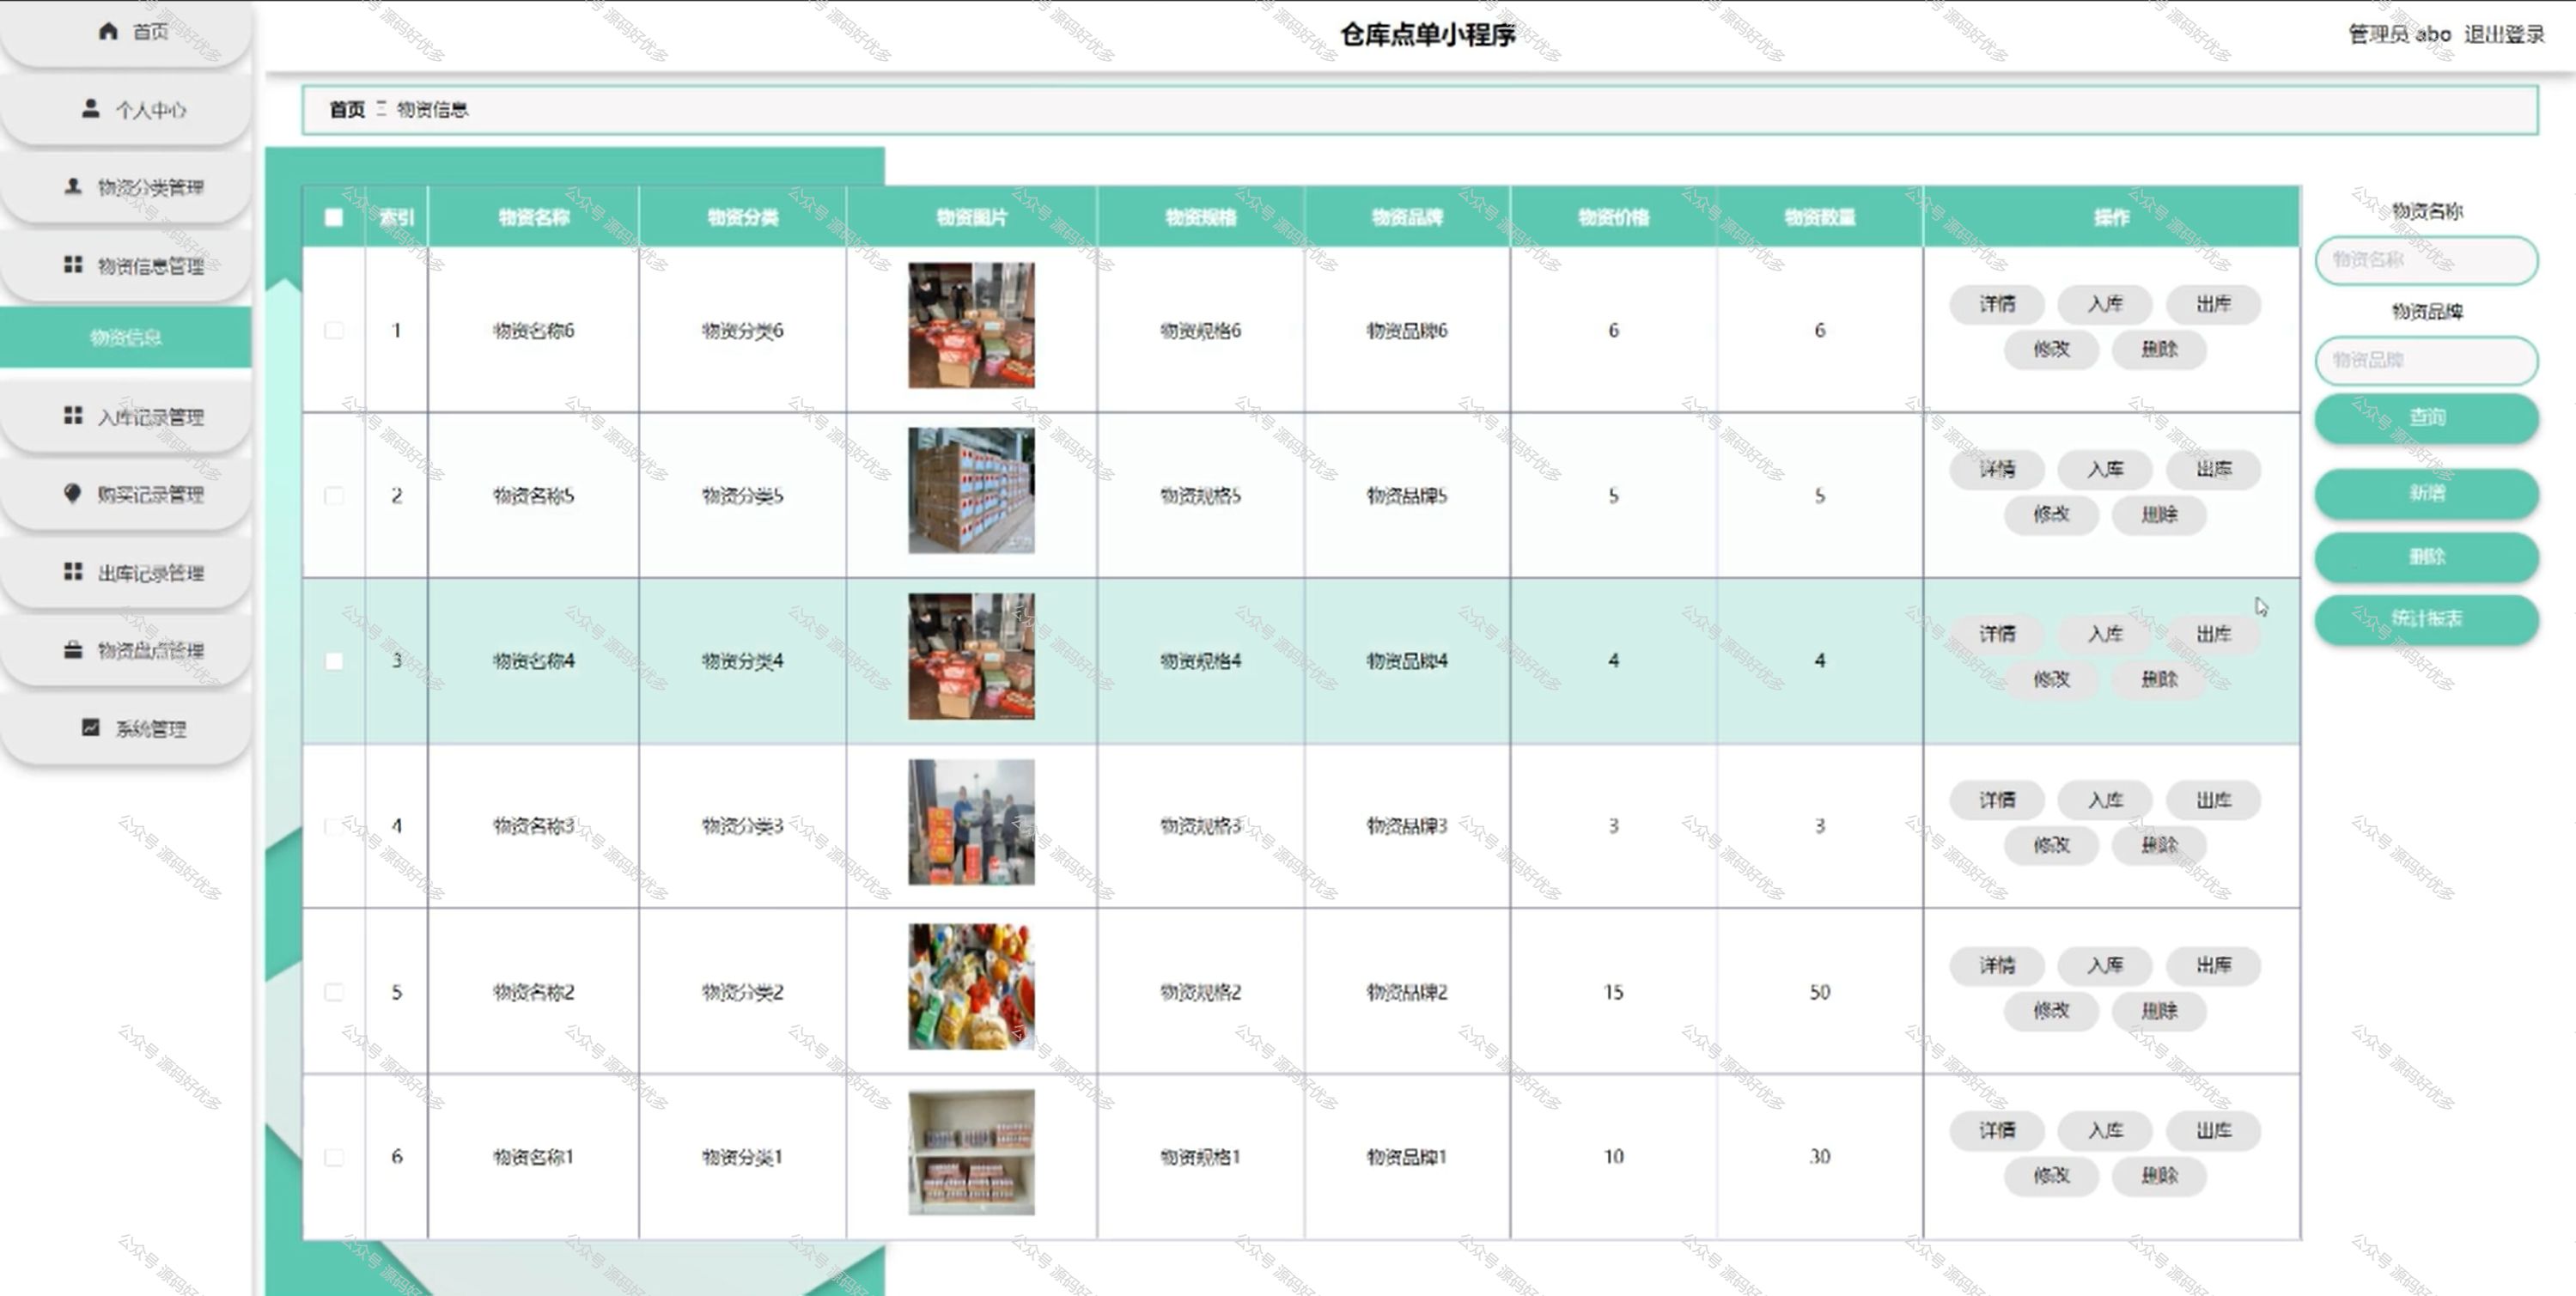 仓库点单小程序
管理员 abo 退出登录
首页
个人中心
物资分类管理
物资信息管理
物资信息
入库记录管理
购买记录管理
出库记录管理
物资盘点管理
系统管理
首页 物资信息
索引 物资名称 物资分类 物资图片 物资规格 物资品牌 物资价格 物资数量 操作
1 物资名称6 物资分类6 物资规格6 物资品牌6 6 6 详情 入库 出库
修改 删除
2 物资名称5 物资分类5 物资规格5 物资品牌5 5 5 详情 入库 出库
修改 删除
3 物资名称4 物资分类4 物资规格4 物资品牌4 4 4 详情 入库 出库
修改 删除
4 物资名称3 物资分类3 物资规格3 物资品牌3 3 3 详情 入库 出库
修改 删除
5 物资名称2 物资分类2 物资规格2 物资品牌2 15 50 详情 入库 出库
修改 删除
6 物资名称1 物资分类1 物资规格1 物资品牌1 10 30 详情 入库 出库
修改 删除
物资名称
物资名称
物资品牌
物资品牌
查询
新增
删除
统计报表
公众号 源码好优多